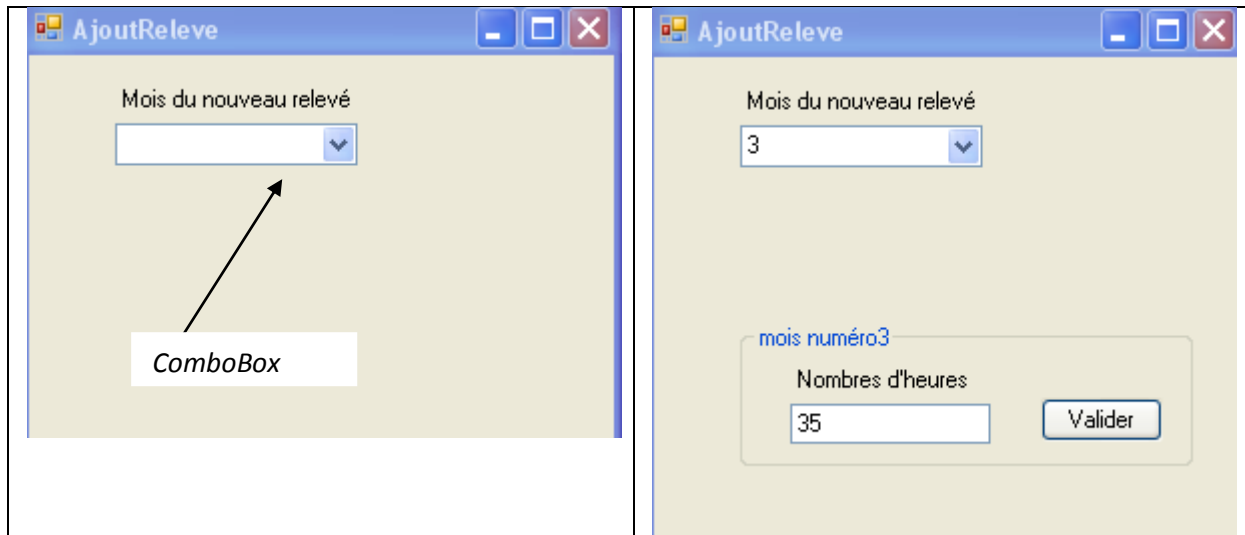 AjoutReleve
Mois du nouveau relevé
ComboBox
AjoutReleve
Mois du nouveau relevé
3
mois numéro3
Nombres d'heures
35
Valider